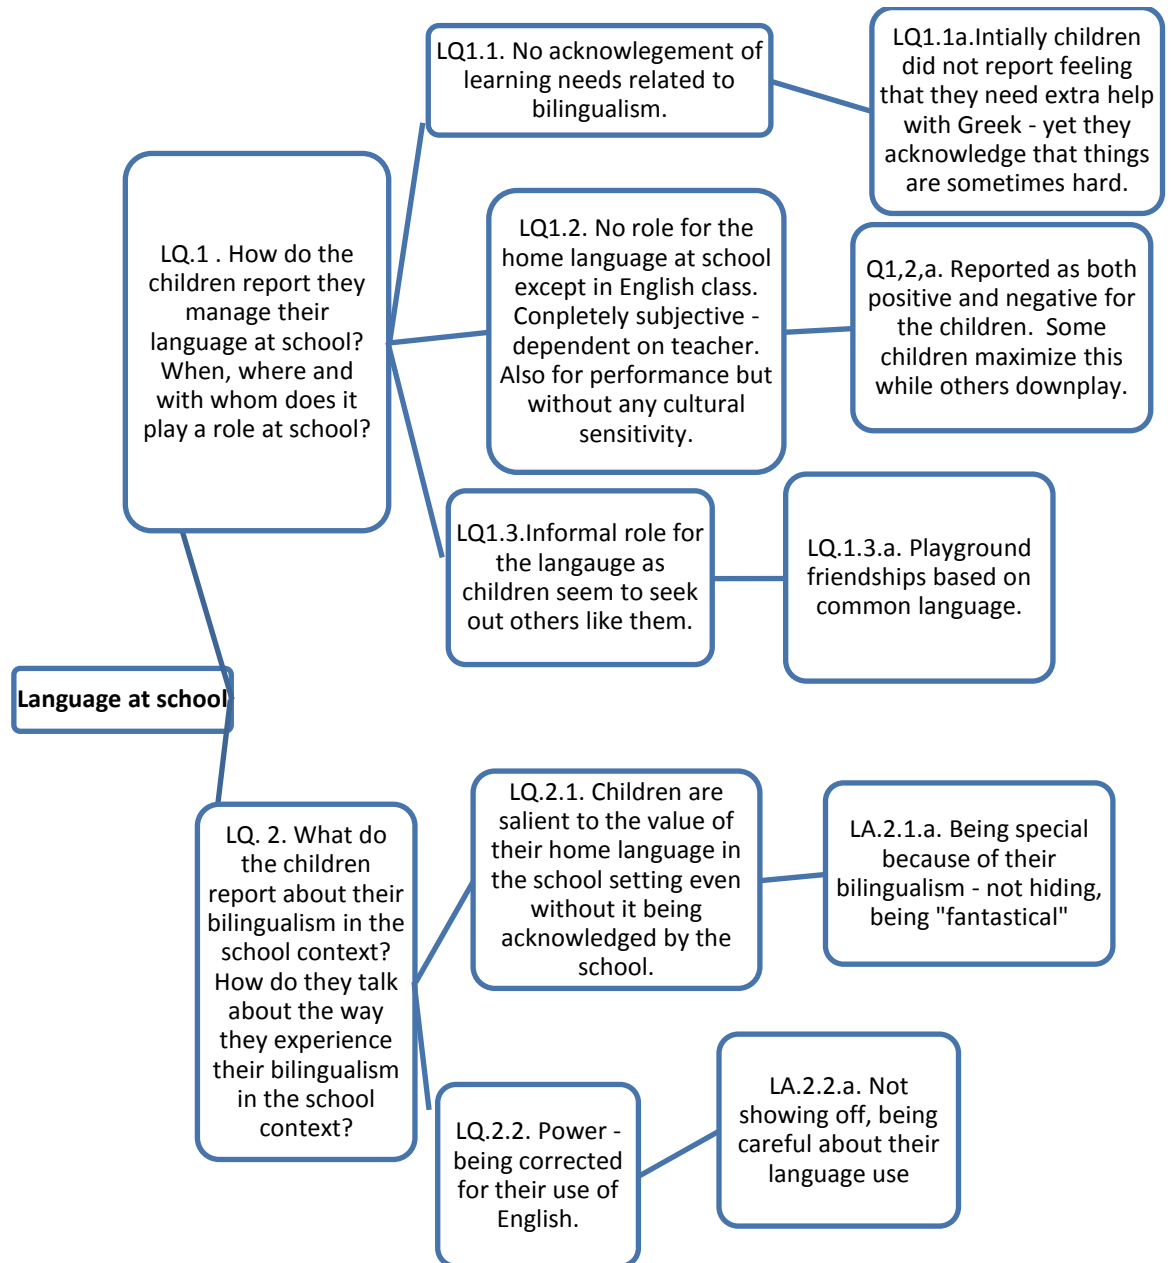 LQ1.1. No acknowlegement of
learning needs related to
bilingualism.
LQ1.1a.Intially children
did not report feeling
that they need extra help
with Greek - yet they
acknowledge that things
are sometimes hard.
LQ.1 . How do the
children report they
manage their
language at school?
When, where and
with whom does it
play a role at school?
LQ1.2. No role for the
home language at school
except in English class.
Conpletely subjective -
dependent on teacher.
Also for performance but
without any cultural
sensitivity.
Q1,2,a. Reported as both
positive and negative for
the children.  Some
children maximize this
while others downplay.
LQ1.3.Informal role for
the langauge as
children seem to seek
out others like them.
LQ.1.3.a. Playground
friendships based on
common language.
Language at school
LQ. 2. What do
the children
report about their
bilingualism in the
school context?
How do they talk
about the way
they experience
their bilingualism
in the school
context?
LQ.2.1. Children are
salient to the value of
their home language in
the school setting even
without it being
acknowledged by the
school.
LA.2.1.a. Being special
because of their
bilingualism - not hiding,
being "fantastical"
LQ.2.2. Power -
being corrected
for their use of
English.
LA.2.2.a. Not
showing off, being
careful about their
language use